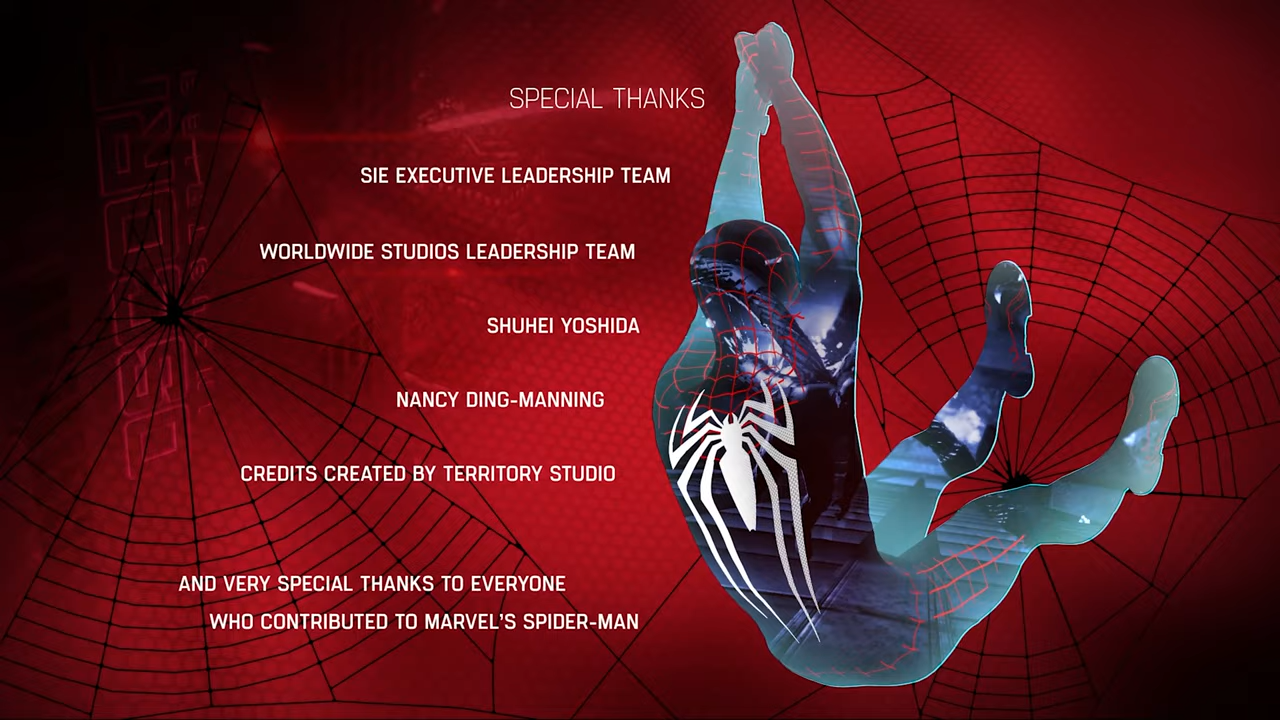 SPECIAL THANKS
SIE EXECUTIVE LEADERSHIP TEAM
WORLDWIDE STUDIOS LEADERSHIP TEAM
SHUHEI YOSHIDA
NANCY DING-MANNING
CREDITS CREATED BY TERRITORY STUDIO
AND VERY SPECIAL THANKS TO EVERYONE
WHO CONTRIBUTED TO MARVEL'S SPIDER-MAN